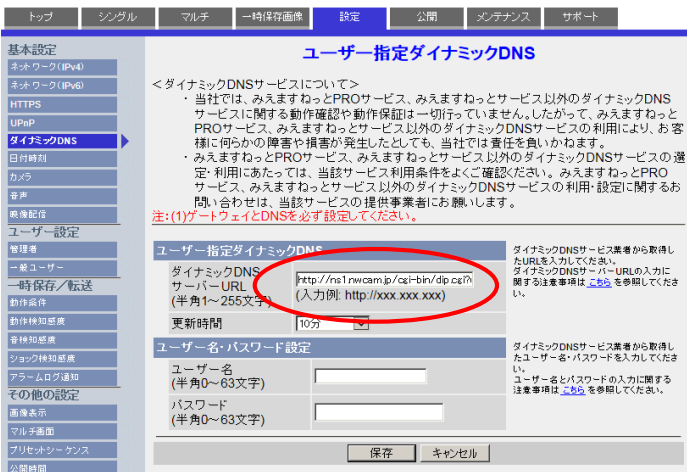 トップ シングル マルチ 一時保存画像 設定 公開 メンテナンス サポート
基本設定
ネットワーク(IPv4)
ネットワーク(IPv6)
HTTPS
UPnP
ダイナミックDNS
日付時刻
カメラ
音声
映像配信
ユーザー設定
管理者
一般ユーザー
一時保存／転送
動作条件
動作検知感度
音検知感度
ショック検知感度
アラームログ通知
その他の設定
画像表示
マルチ画面
プリセットシーケンス
公開時間
ユーザー指定ダイナミックDNS
＜ダイナミックDNSサービスについて＞
・ 当社では、みえますねっとPROサービス、みえますねっとサービス以外のダイナミックDNS
サービスに関する動作確認や動作保証は一切行っていません。したがって、みえますねっと
PROサービス、みえますねっとサービス以外のダイナミックDNSサービスの利用により、お客
様に何らかの障害や損害が発生したとしても、当社では責任を負いかねます。
・ みえますねっとPROサービス、みえますねっとサービス以外のダイナミックDNSサービスの選
定・利用にあたっては、当該サービス利用条件をよくご確認ください。 みえますねっとPRO
サービス、みえますねっとサービス以外のダイナミックDNSサービスの利用・設定に関するお
問い合わせは、当該サービスの提供事業者にお願いします。
注:(1)ゲートウェイとDNSを必ず設定してください。
ユーザー指定ダイナミックDNS
ダイナミックDNS
サーバーURL
(半角1～255文字)
http://ns1.nwcam.jp/cgi-bin/dip.cgi?
(入力例: http://xxx.xxx.xxx)
更新時間
10分
ダイナミックDNSサービス業者から取得し
たURLを入力してください。
ダイナミックDNSサーバーURLの入力に
関する注意事項は こちら を参照してくださ
い。
ユーザー名・パスワード設定
ユーザー名
(半角0～63文字)
パスワード
(半角0～63文字)
ダイナミックDNSサービス業者から取得し
たユーザー名・パスワードを入力してくださ
い。
ユーザー名とパスワードの入力に関する
注意事項は こちら を参照してください。
保存 キャンセル